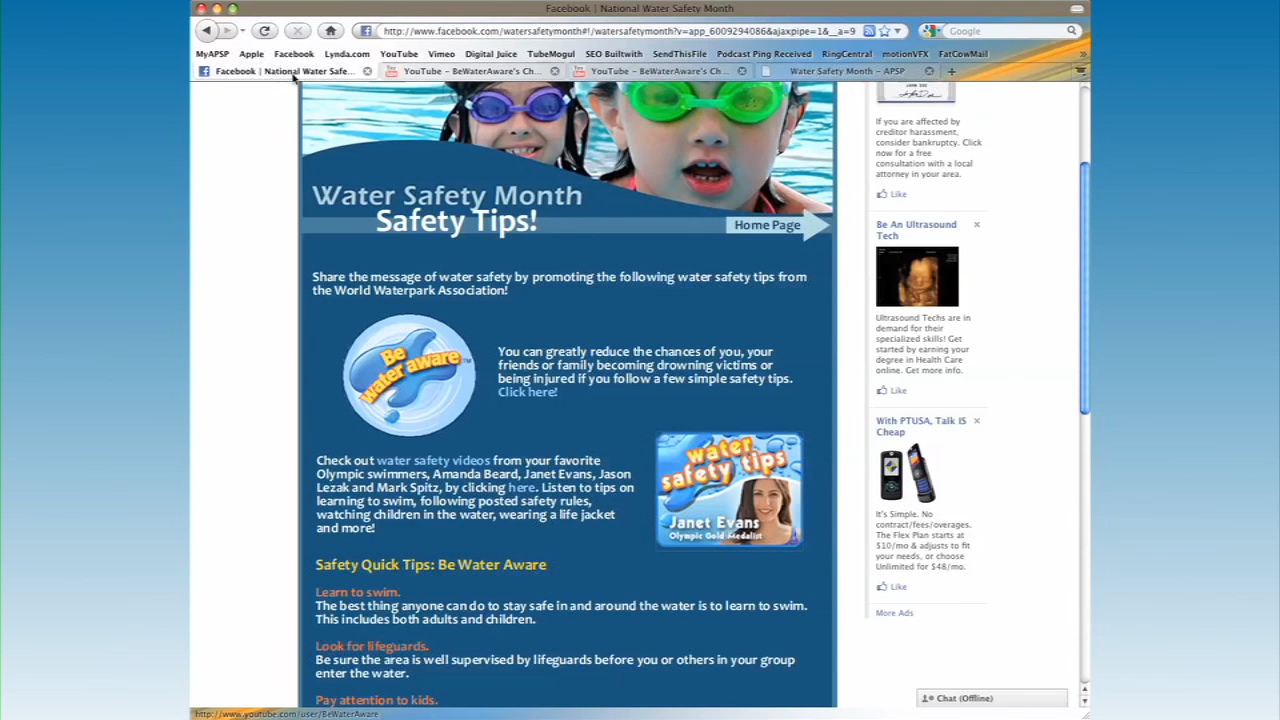 Facebook | National Water Safety Month
http://www.facebook.com/watersafetymonth#!/watersafetymonth?v=app_6009294086&ajaxpipe=1&__a=9
Google
MyAPSP Apple Facebook Lynda.com YouTube Vimeo Digital Juice TubeMogul SEO Builtwith SendThisFile Podcast Ping Received RingCentral motionVFX FatCowMail »
Facebook | National Water Safe... YouTube – BeWaterAware's Ch... YouTube – BeWaterAware's Ch... Water Safety Month – APSP
Water Safety Month
Safety Tips!
Home Page
Share the message of water safety by promoting the following water safety tips from
the World Waterpark Association!
Be
water aware™
You can greatly reduce the chances of you, your
friends or family becoming drowning victims or
being injured if you follow a few simple safety tips.
Click here!
Check out water safety videos from your favorite
Olympic swimmers, Amanda Beard, Janet Evans, Jason
Lezak and Mark Spitz, by clicking here. Listen to tips on
learning to swim, following posted safety rules,
watching children in the water, wearing a life jacket
and more!
water
safety tips
Janet Evans
Olympic Gold Medalist
Safety Quick Tips: Be Water Aware
Learn to swim.
The best thing anyone can do to stay safe in and around the water is to learn to swim.
This includes both adults and children.
Look for lifeguards.
Be sure the area is well supervised by lifeguards before you or others in your group
enter the water.
Pay attention to kids.
If you are affected by
creditor harassment,
consider bankruptcy. Click
now for a free
consultation with a local
attorney in your area.
Like
Be An Ultrasound
Tech
Ultrasound Techs are in
demand for their
specialized skills! Get
started by earning your
degree in Health Care
online. Get more info.
Like
With PTUSA, Talk IS
Cheap
It's Simple. No
contract/fees/overages.
The Flex Plan starts at
$10/mo & adjusts to fit
your needs, or choose
Unlimited for $48/mo.
Like
More Ads
Chat (Offline)
http://www.youtube.com/user/BeWaterAware